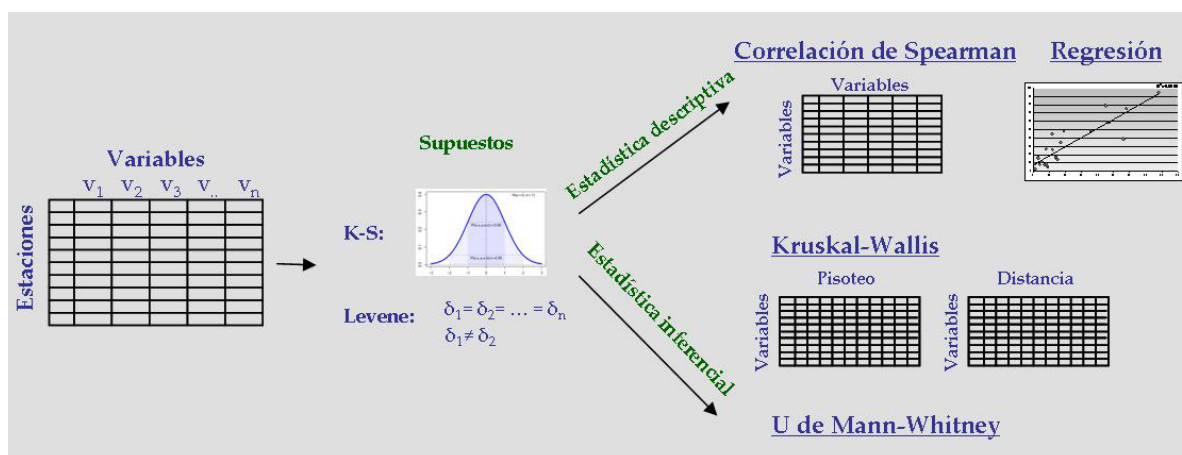 Variables
v1 v2 v3 v.. vn
Estaciones
Supuestos
K-S:
Levene:
δ1= δ2= … = δn
δ1≠ δ2
Estadística descriptiva
Estadística inferencial
Correlación de Spearman
Variables
Variables
Regresión
Kruskal-Wallis
Pisoteo
Variables
Distancia
Variables
U de Mann-Whitney